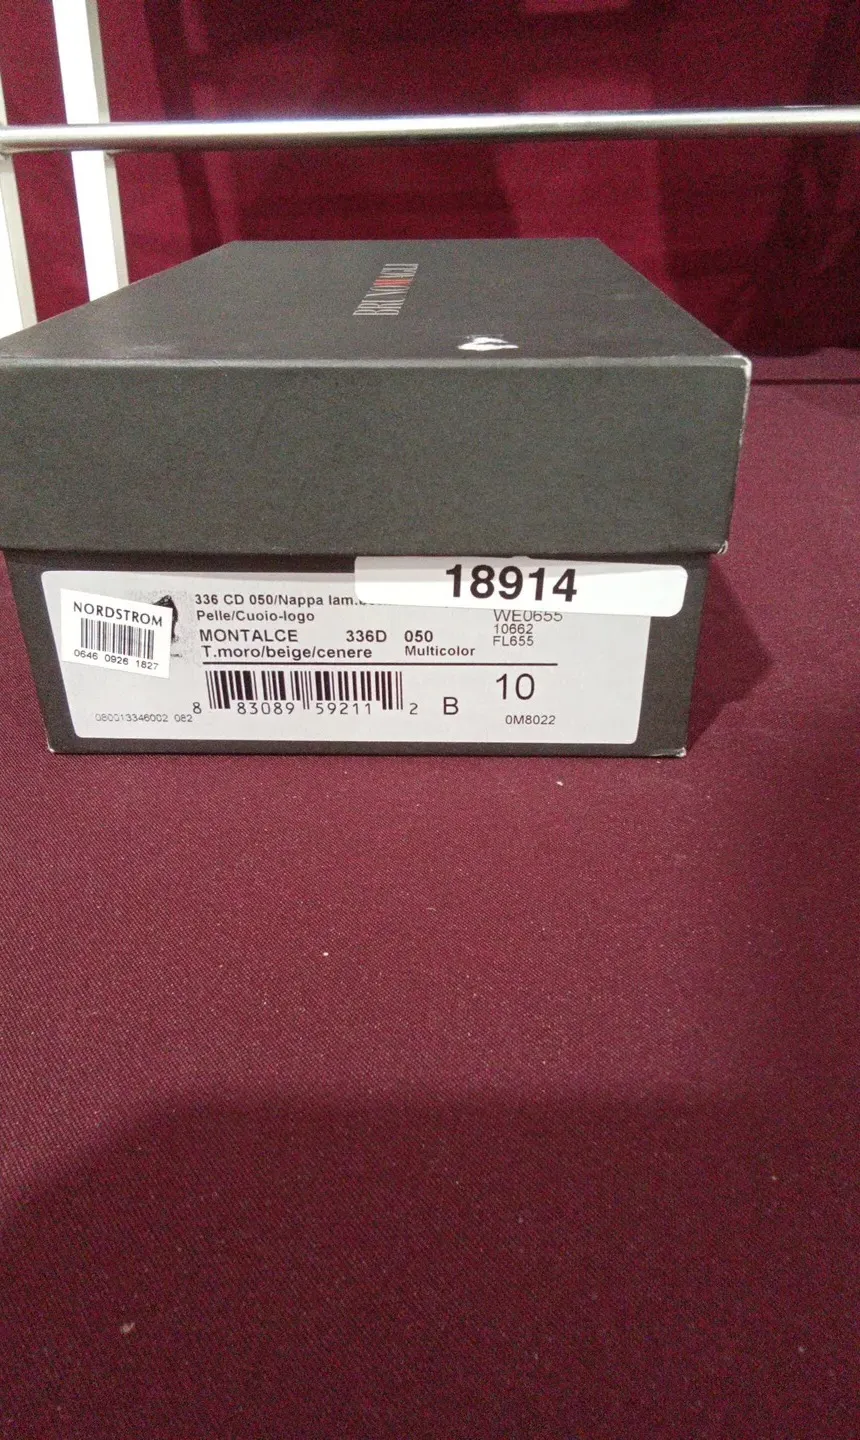 BRUNOMAGLI
18914
NORDSTROM
0646 0926 1827
336 CD 050/Nappa lam.
Pelle/Cuoio-logo
WE0655
10662
FL655
MONTALCE 336D 050
T.moro/beige/cenere Multicolor
8 83089 59211 2 B 10
080013346002 082
0M8022